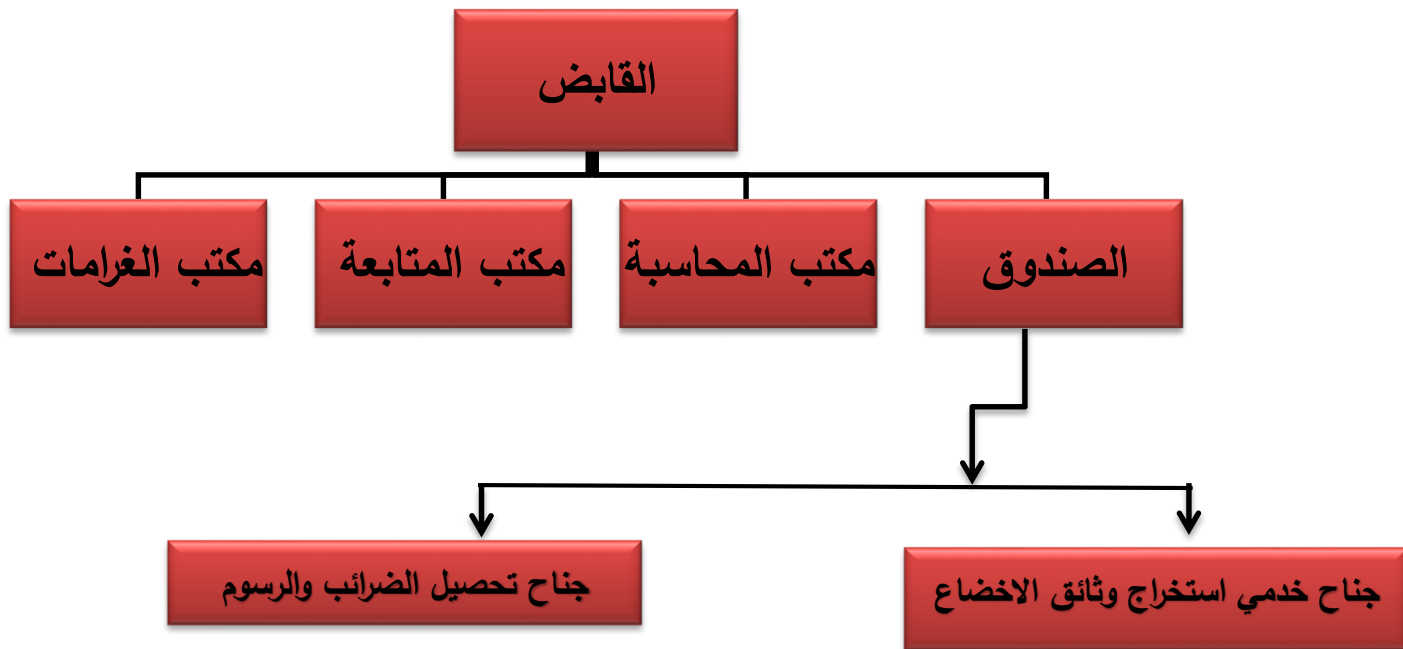 القابض
الصندوق
مكتب المحاسبة
مكتب المتابعة
مكتب الغرامات
جناح خدمي استخراج وثائق الاخضاع
جناح تحصيل الضرائب والرسوم